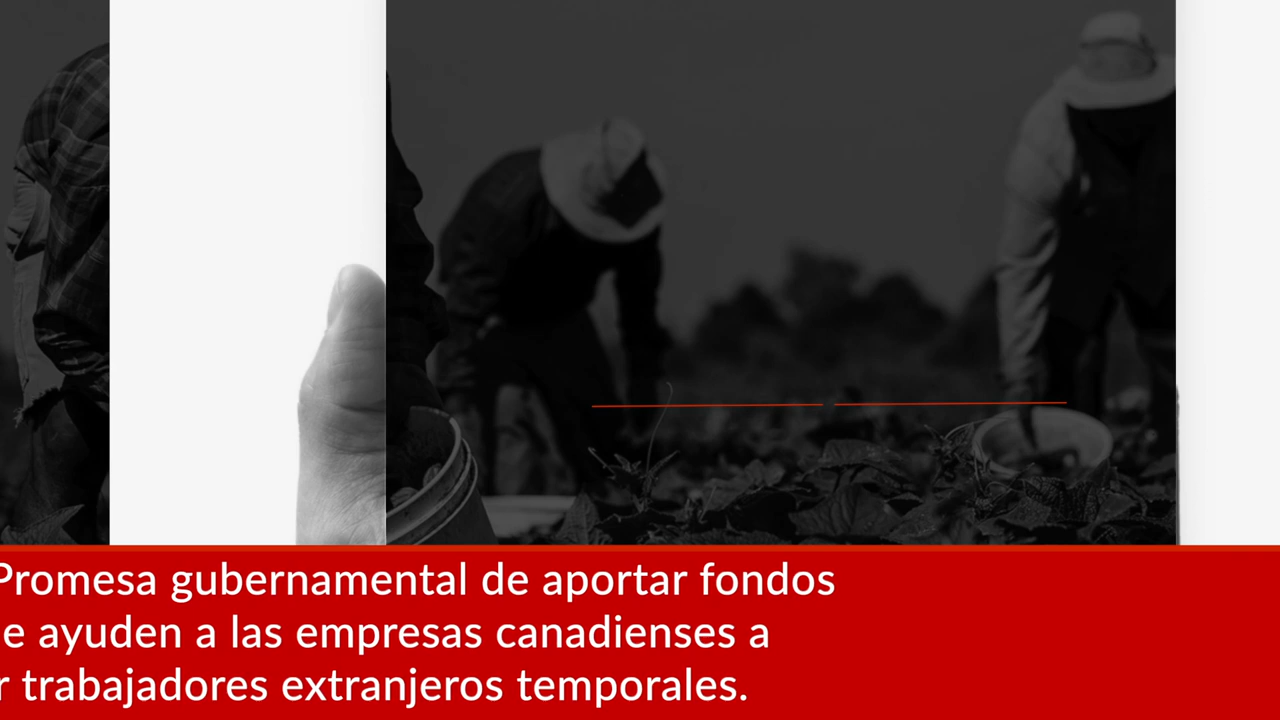 Promesa gubernamental de aportar fondos
e ayuden a las empresas canadienses a
r trabajadores extranjeros temporales.